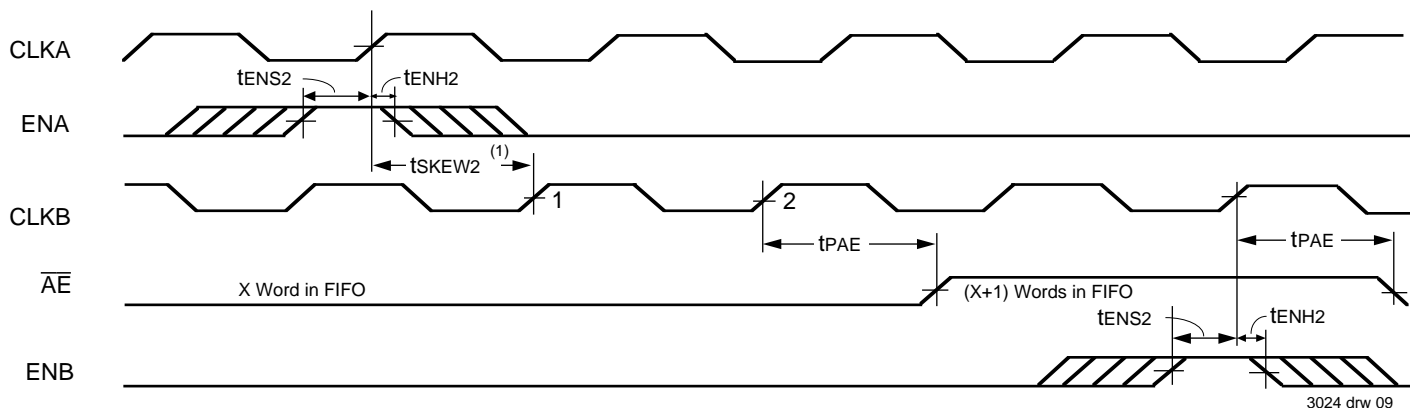 CLKA
tENS2
tENH2
ENA
tSKEW2 (1)
CLKB
1
2
tPAE
tPAE
AE
X Word in FIFO
(X+1) Words in FIFO
tENS2
tENH2
ENB
3024 drw 09